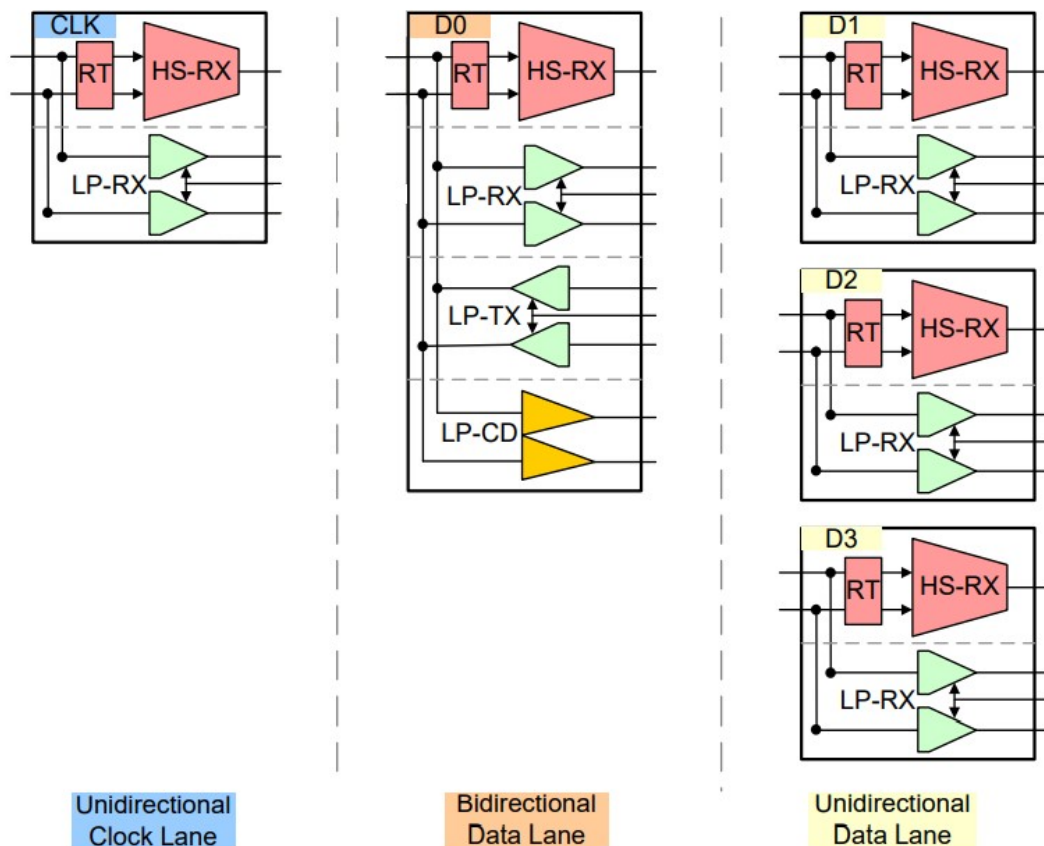 CLK
RT
HS-RX
LP-RX
D0
RT
HS-RX
LP-RX
LP-TX
LP-CD
D1
RT
HS-RX
LP-RX
D2
RT
HS-RX
LP-RX
D3
RT
HS-RX
LP-RX
Unidirectional
Clock Lane
Bidirectional
Data Lane
Unidirectional
Data Lane